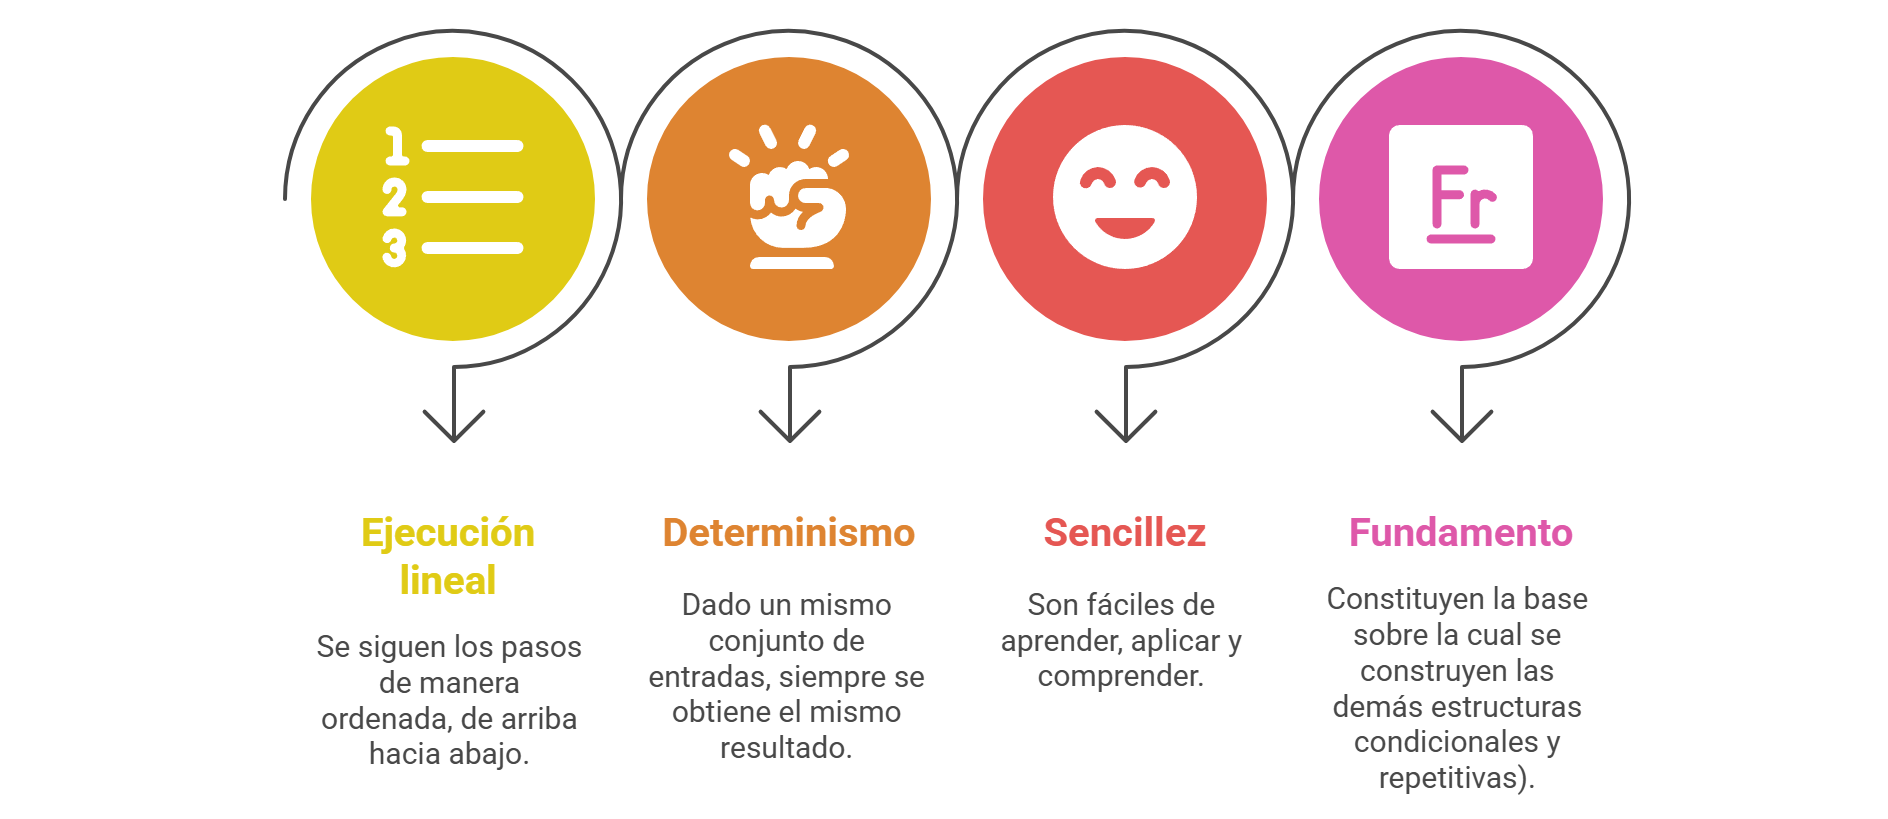 1
2
3
Fr
Ejecución
lineal
Se siguen los pasos
de manera
ordenada, de arriba
hacia abajo.
Determinismo
Dado un mismo
conjunto de
entradas, siempre se
obtiene el mismo
resultado.
Sencillez
Son fáciles de
aprender, aplicar y
comprender.
Fundamento
Constituyen la base
sobre la cual se
construyen las
demás estructuras
condicionales y
repetitivas).